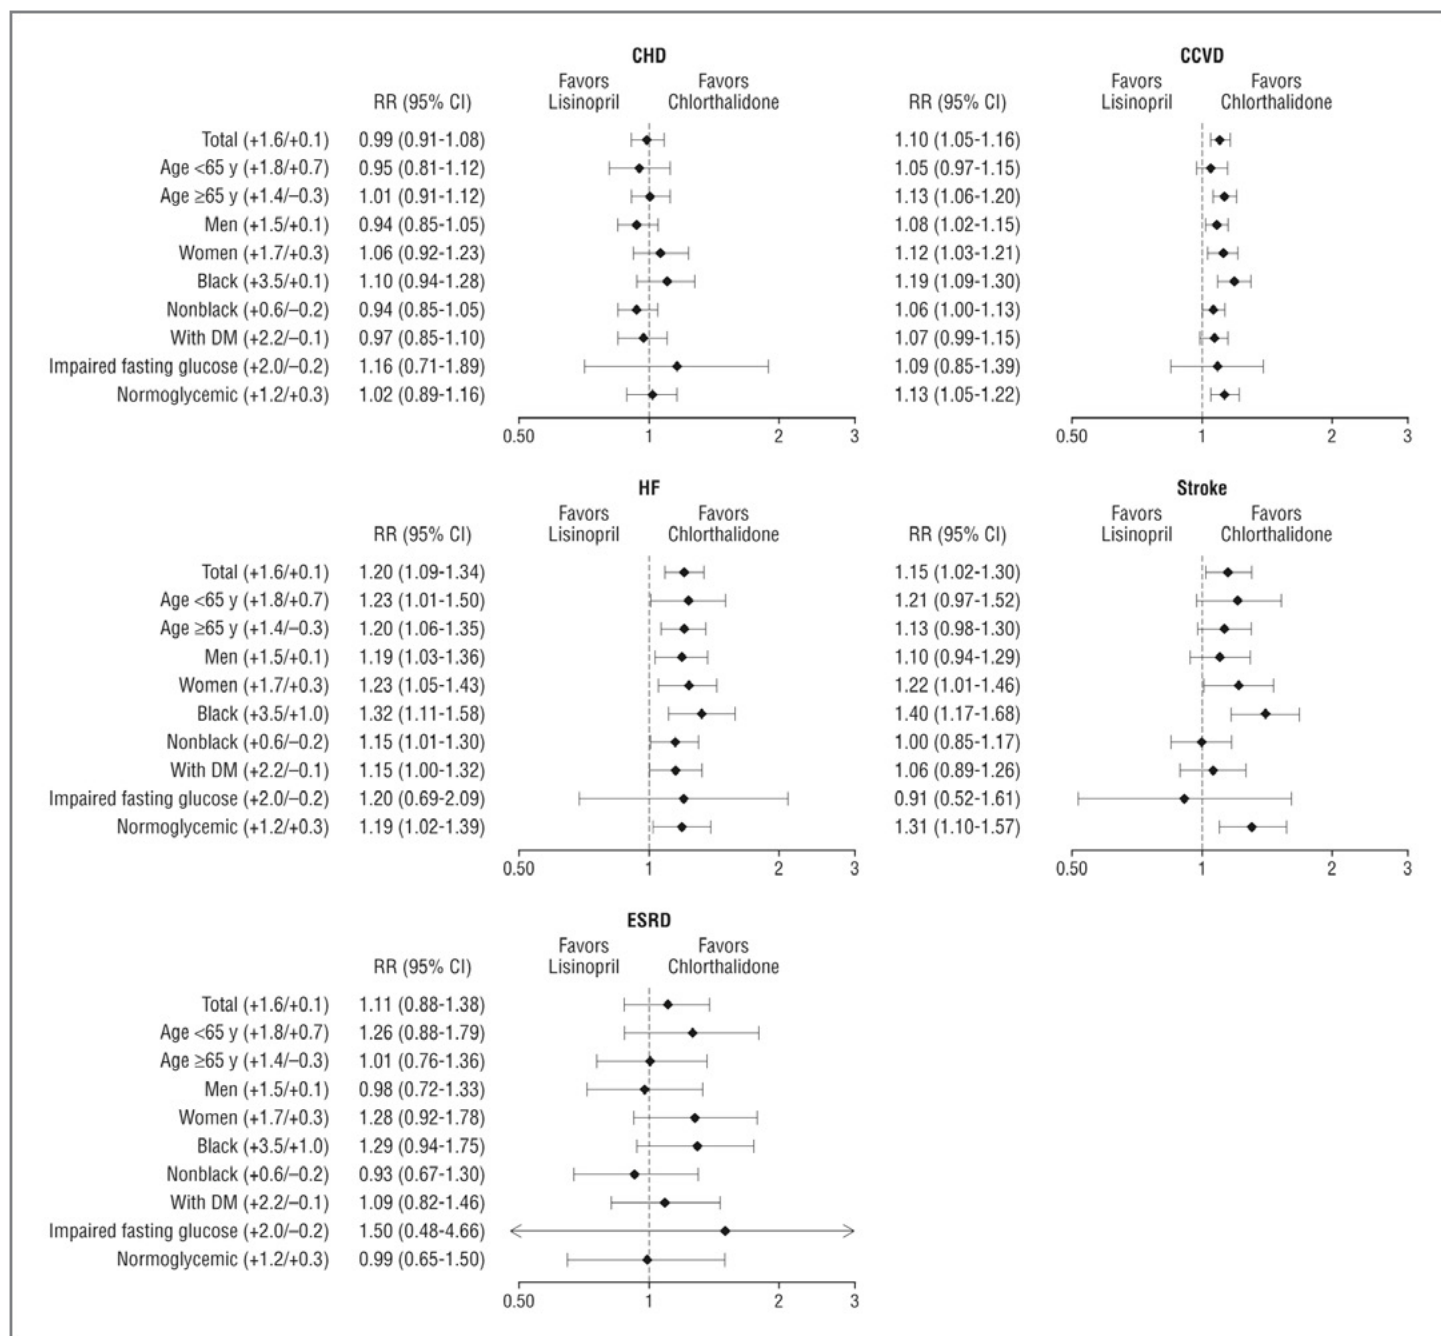 CHD
Favors Lisinopril Favors Chlorthalidone
RR (95% CI)
Total (+1.6/+0.1) 0.99 (0.91-1.08)
Age <65 y (+1.8/+0.7) 0.95 (0.81-1.12)
Age ≥65 y (+1.4/–0.3) 1.01 (0.91-1.12)
Men (+1.5/+0.1) 0.94 (0.85-1.05)
Women (+1.7/+0.3) 1.06 (0.92-1.23)
Black (+3.5/+0.1) 1.10 (0.94-1.28)
Nonblack (+0.6/–0.2) 0.94 (0.85-1.05)
With DM (+2.2/–0.1) 0.97 (0.85-1.10)
Impaired fasting glucose (+2.0/–0.2) 1.16 (0.71-1.89)
Normoglycemic (+1.2/+0.3) 1.02 (0.89-1.16)
0.50 1 2 3
CCVD
Favors Lisinopril Favors Chlorthalidone
RR (95% CI)
1.10 (1.05-1.16)
1.05 (0.97-1.15)
1.13 (1.06-1.20)
1.08 (1.02-1.15)
1.12 (1.03-1.21)
1.19 (1.09-1.30)
1.06 (1.00-1.13)
1.07 (0.99-1.15)
1.09 (0.85-1.39)
1.13 (1.05-1.22)
0.50 1 2 3
HF
Favors Lisinopril Favors Chlorthalidone
RR (95% CI)
Total (+1.6/+0.1) 1.20 (1.09-1.34)
Age <65 y (+1.8/+0.7) 1.23 (1.01-1.50)
Age ≥65 y (+1.4/–0.3) 1.20 (1.06-1.35)
Men (+1.5/+0.1) 1.19 (1.03-1.36)
Women (+1.7/+0.3) 1.23 (1.05-1.43)
Black (+3.5/+1.0) 1.32 (1.11-1.58)
Nonblack (+0.6/–0.2) 1.15 (1.01-1.30)
With DM (+2.2/–0.1) 1.15 (1.00-1.32)
Impaired fasting glucose (+2.0/–0.2) 1.20 (0.69-2.09)
Normoglycemic (+1.2/+0.3) 1.19 (1.02-1.39)
0.50 1 2 3
Stroke
Favors Lisinopril Favors Chlorthalidone
RR (95% CI)
1.15 (1.02-1.30)
1.21 (0.97-1.52)
1.13 (0.98-1.30)
1.10 (0.94-1.29)
1.22 (1.01-1.46)
1.40 (1.17-1.68)
1.00 (0.85-1.17)
1.06 (0.89-1.26)
0.91 (0.52-1.61)
1.31 (1.10-1.57)
0.50 1 2 3
ESRD
Favors Lisinopril Favors Chlorthalidone
RR (95% CI)
Total (+1.6/+0.1) 1.11 (0.88-1.38)
Age <65 y (+1.8/+0.7) 1.26 (0.88-1.79)
Age ≥65 y (+1.4/–0.3) 1.01 (0.76-1.36)
Men (+1.5/+0.1) 0.98 (0.72-1.33)
Women (+1.7/+0.3) 1.28 (0.92-1.78)
Black (+3.5/+1.0) 1.29 (0.94-1.75)
Nonblack (+0.6/–0.2) 0.93 (0.67-1.30)
With DM (+2.2/–0.1) 1.09 (0.82-1.46)
Impaired fasting glucose (+2.0/–0.2) 1.50 (0.48-4.66)
Normoglycemic (+1.2/+0.3) 0.99 (0.65-1.50)
0.50 1 2 3